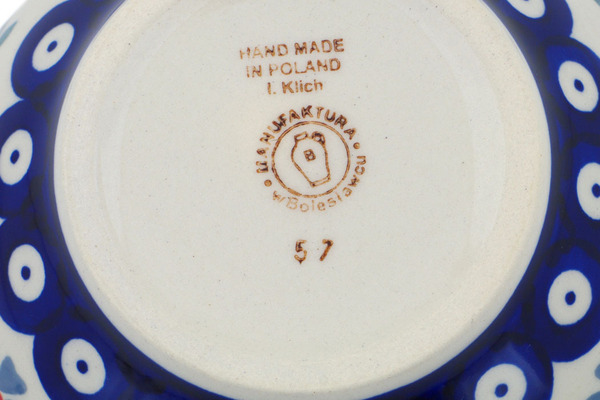 HAND MADE
IN POLAND
I. Klich
MANUFAKTURA
B
w Bolesławcu
57